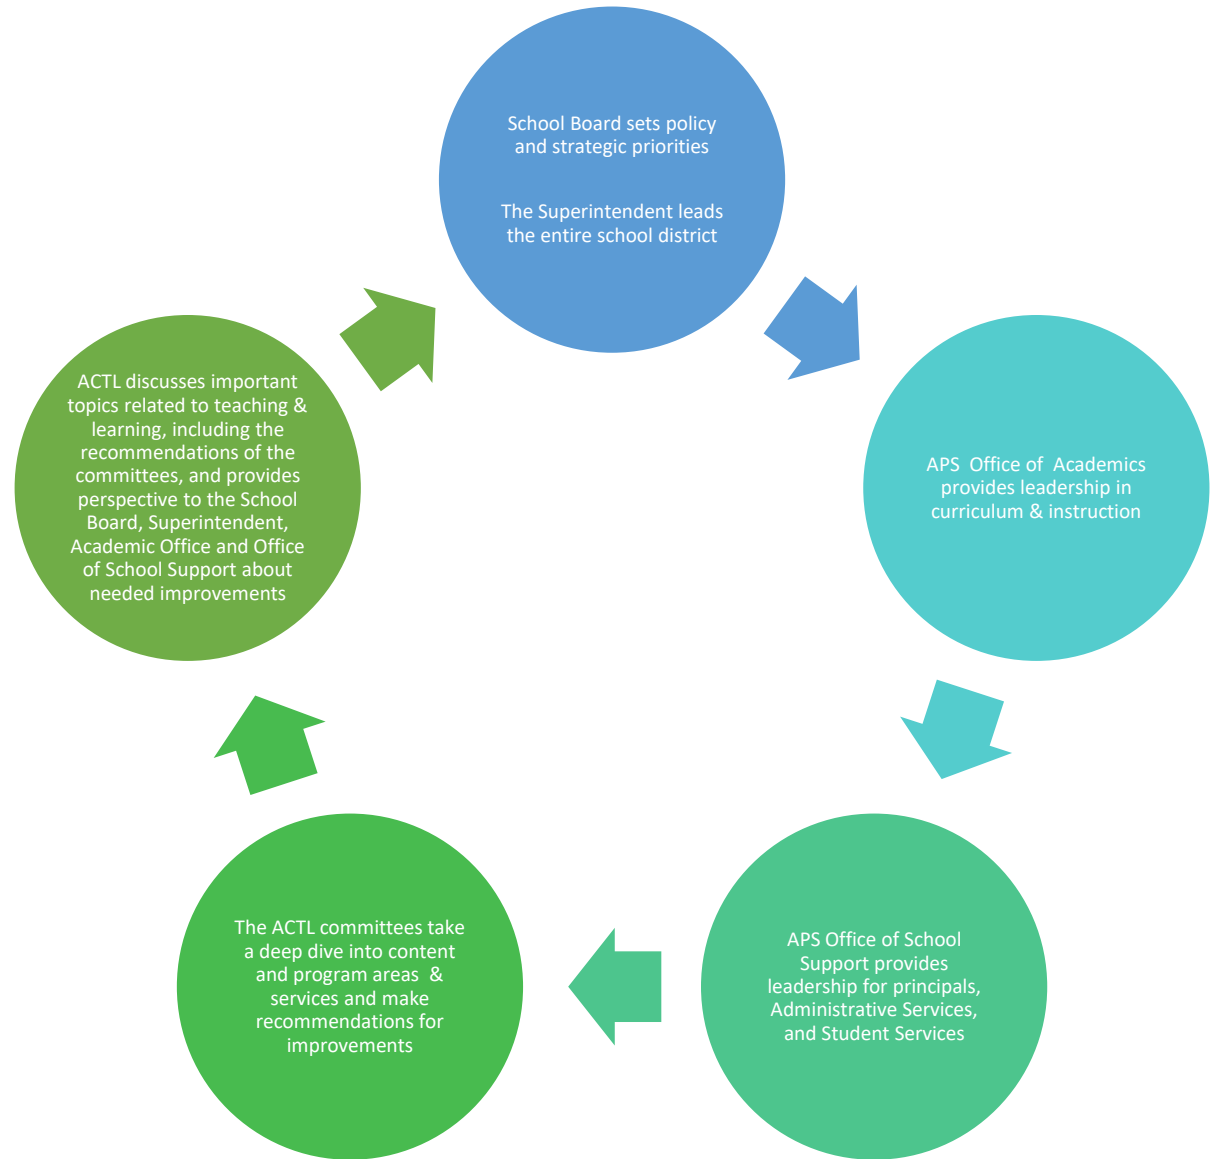 School Board sets policy
and strategic priorities
The Superintendent leads
the entire school district
APS  Office of  Academics
provides leadership in
curriculum & instruction
APS Office of School
Support provides
leadership for principals,
Administrative Services,
and Student Services
The ACTL committees take
a deep dive into content
and program areas  &
services and make
recommendations for
improvements
ACTL discusses important
topics related to teaching &
learning, including the
recommendations of the
committees, and provides
perspective to the School
Board, Superintendent,
Academic Office and Office
of School Support about
needed improvements